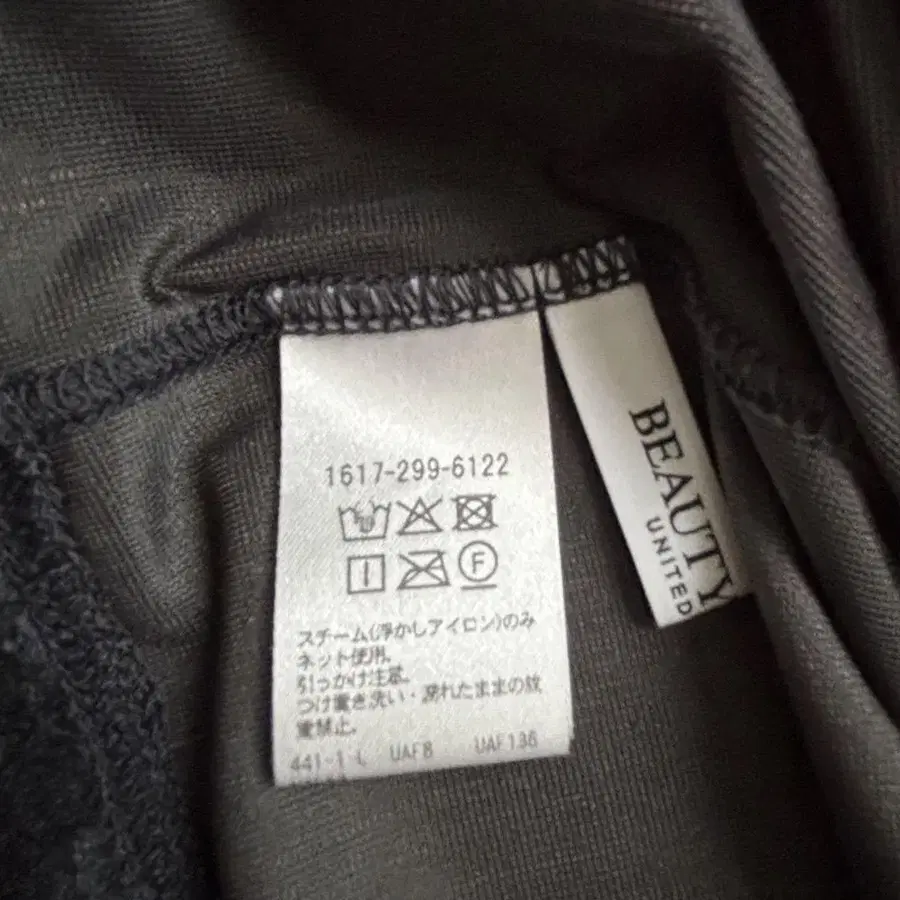 1617-299-6122
F
スチーム(浮かしアイロン)のみ
ネット使用。
引っかけ注意。
つけ置き洗い・濡れたままの放
置禁止。
441-1 L UAF8 UAF136
BEAUTY
UNITED